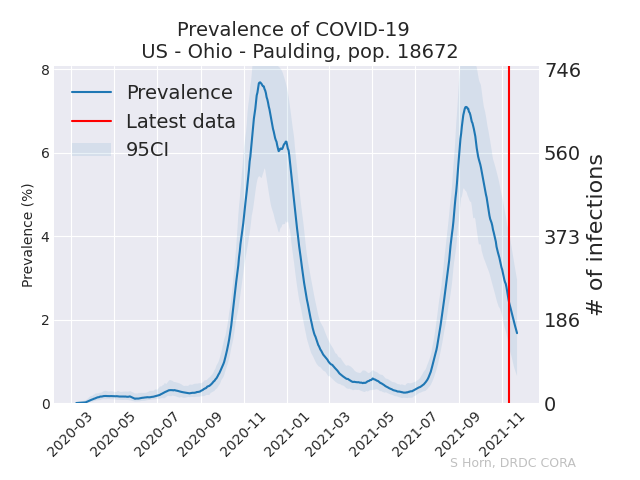 Prevalence of COVID-19
US - Ohio - Paulding, pop. 18672
Prevalence
Latest data
95CI
Prevalence (%)
8
6
4
2
0
746
560
373
186
0
# of infections
2020-03
2020-05
2020-07
2020-09
2020-11
2021-01
2021-03
2021-05
2021-07
2021-09
2021-11
S Horn, DRDC CORA